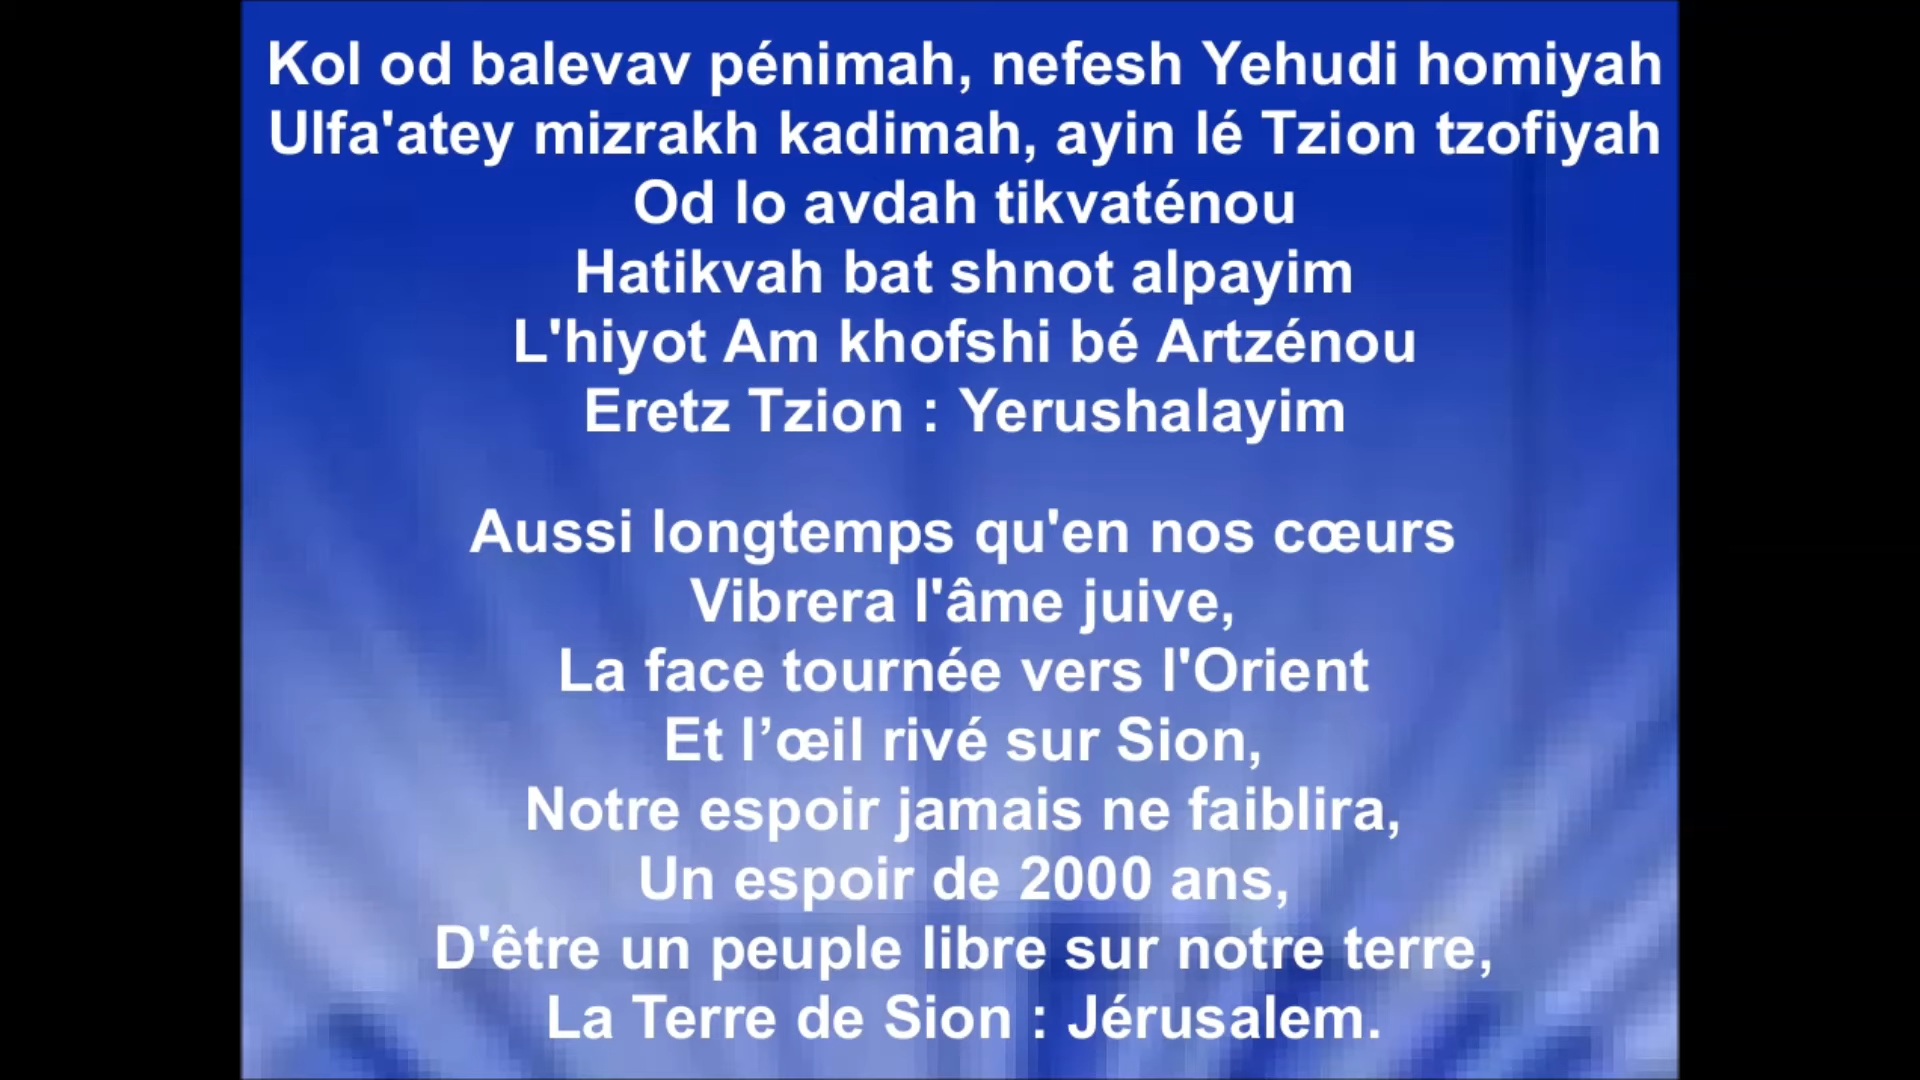 Kol od balevav pénimah, nefesh Yehudi homiyah
Ulfa'atey mizrakh kadimah, ayin lé Tzion tzofiyah
Od lo avdah tikvaténou
Hatikvah bat shnot alpayim
L'hiyot Am khofshi bé Artzénou
Eretz Tzion : Yerushalayim
Aussi longtemps qu'en nos cœurs
Vibrera l'âme juive,
La face tournée vers l'Orient
Et l’œil rivé sur Sion,
Notre espoir jamais ne faiblira,
Un espoir de 2000 ans,
D'être un peuple libre sur notre terre,
La Terre de Sion : Jérusalem.